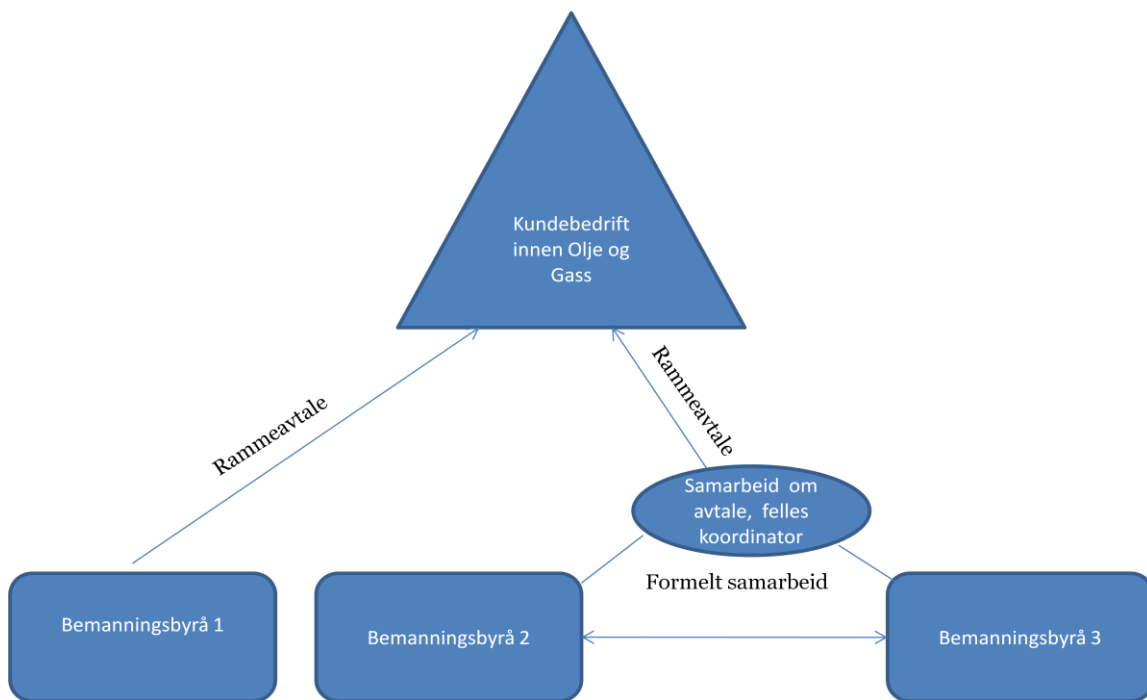 Kundebedrift
innen Olje og
Gass
Rammeavtale
Rammeavtale
Samarbeid om
avtale, felles
koordinator
Formelt samarbeid
Bemanningsbyrå 1
Bemanningsbyrå 2
Bemanningsbyrå 3